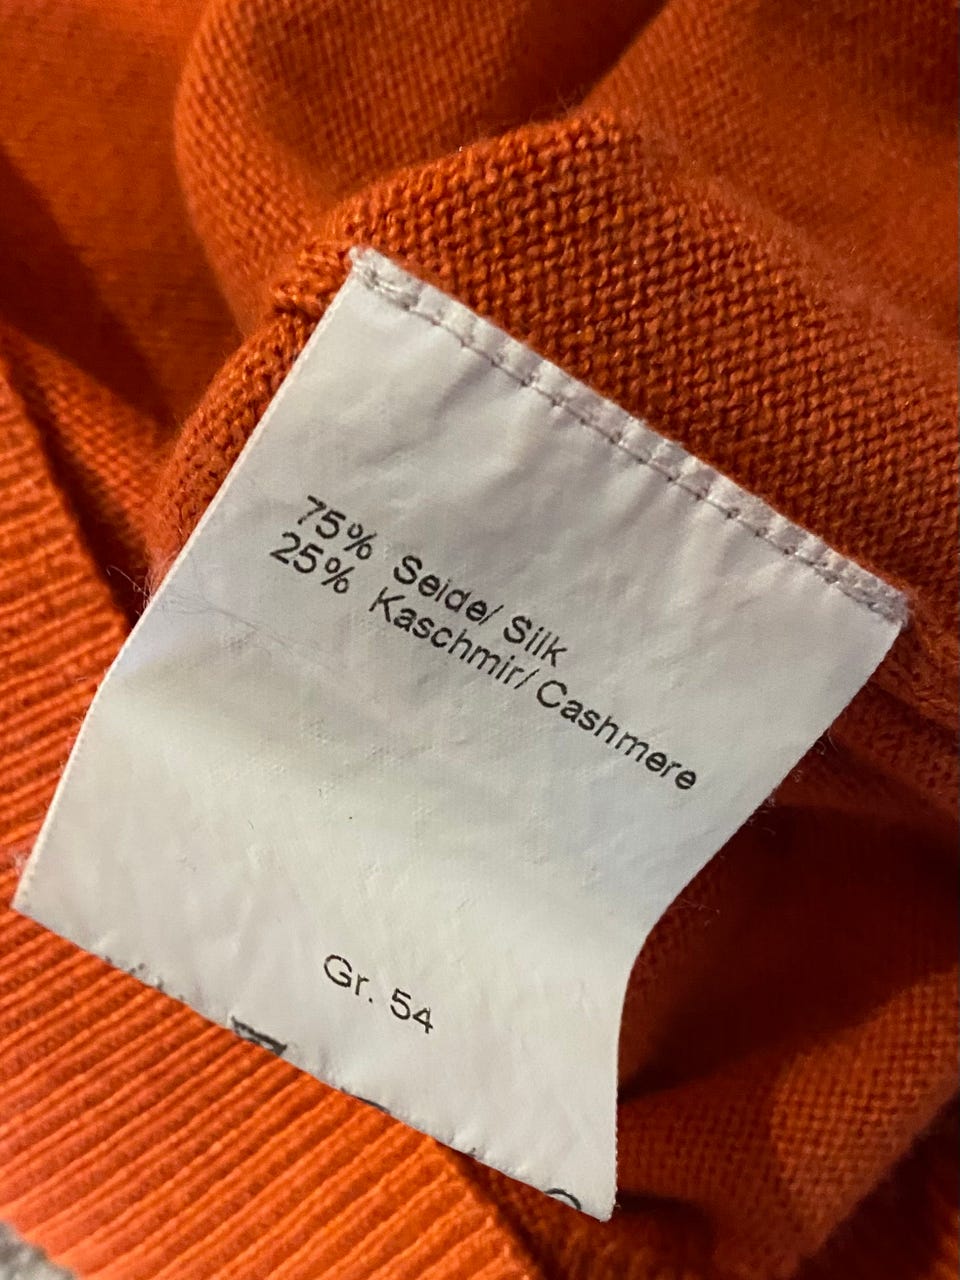 75% Seide/ Silk
25% Kaschmir/ Cashmere
Gr. 54